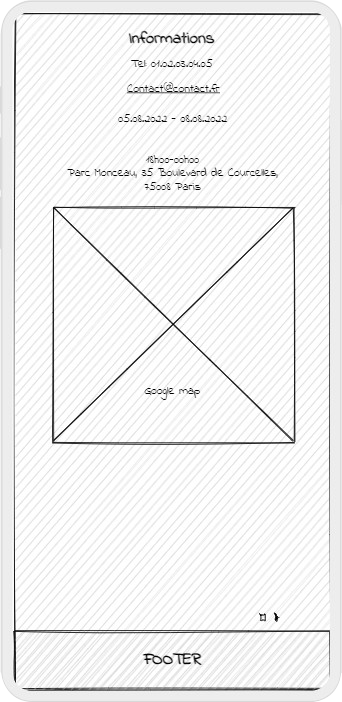 Informations
Tel 01.02.03.04.05
Contact@contact.fr
05.08.2022 - 08.08.2022
18h00-00h00
Parc Monceau, 35 Boulevard de Courcelles,
75008 Paris
Google map
FOOTER